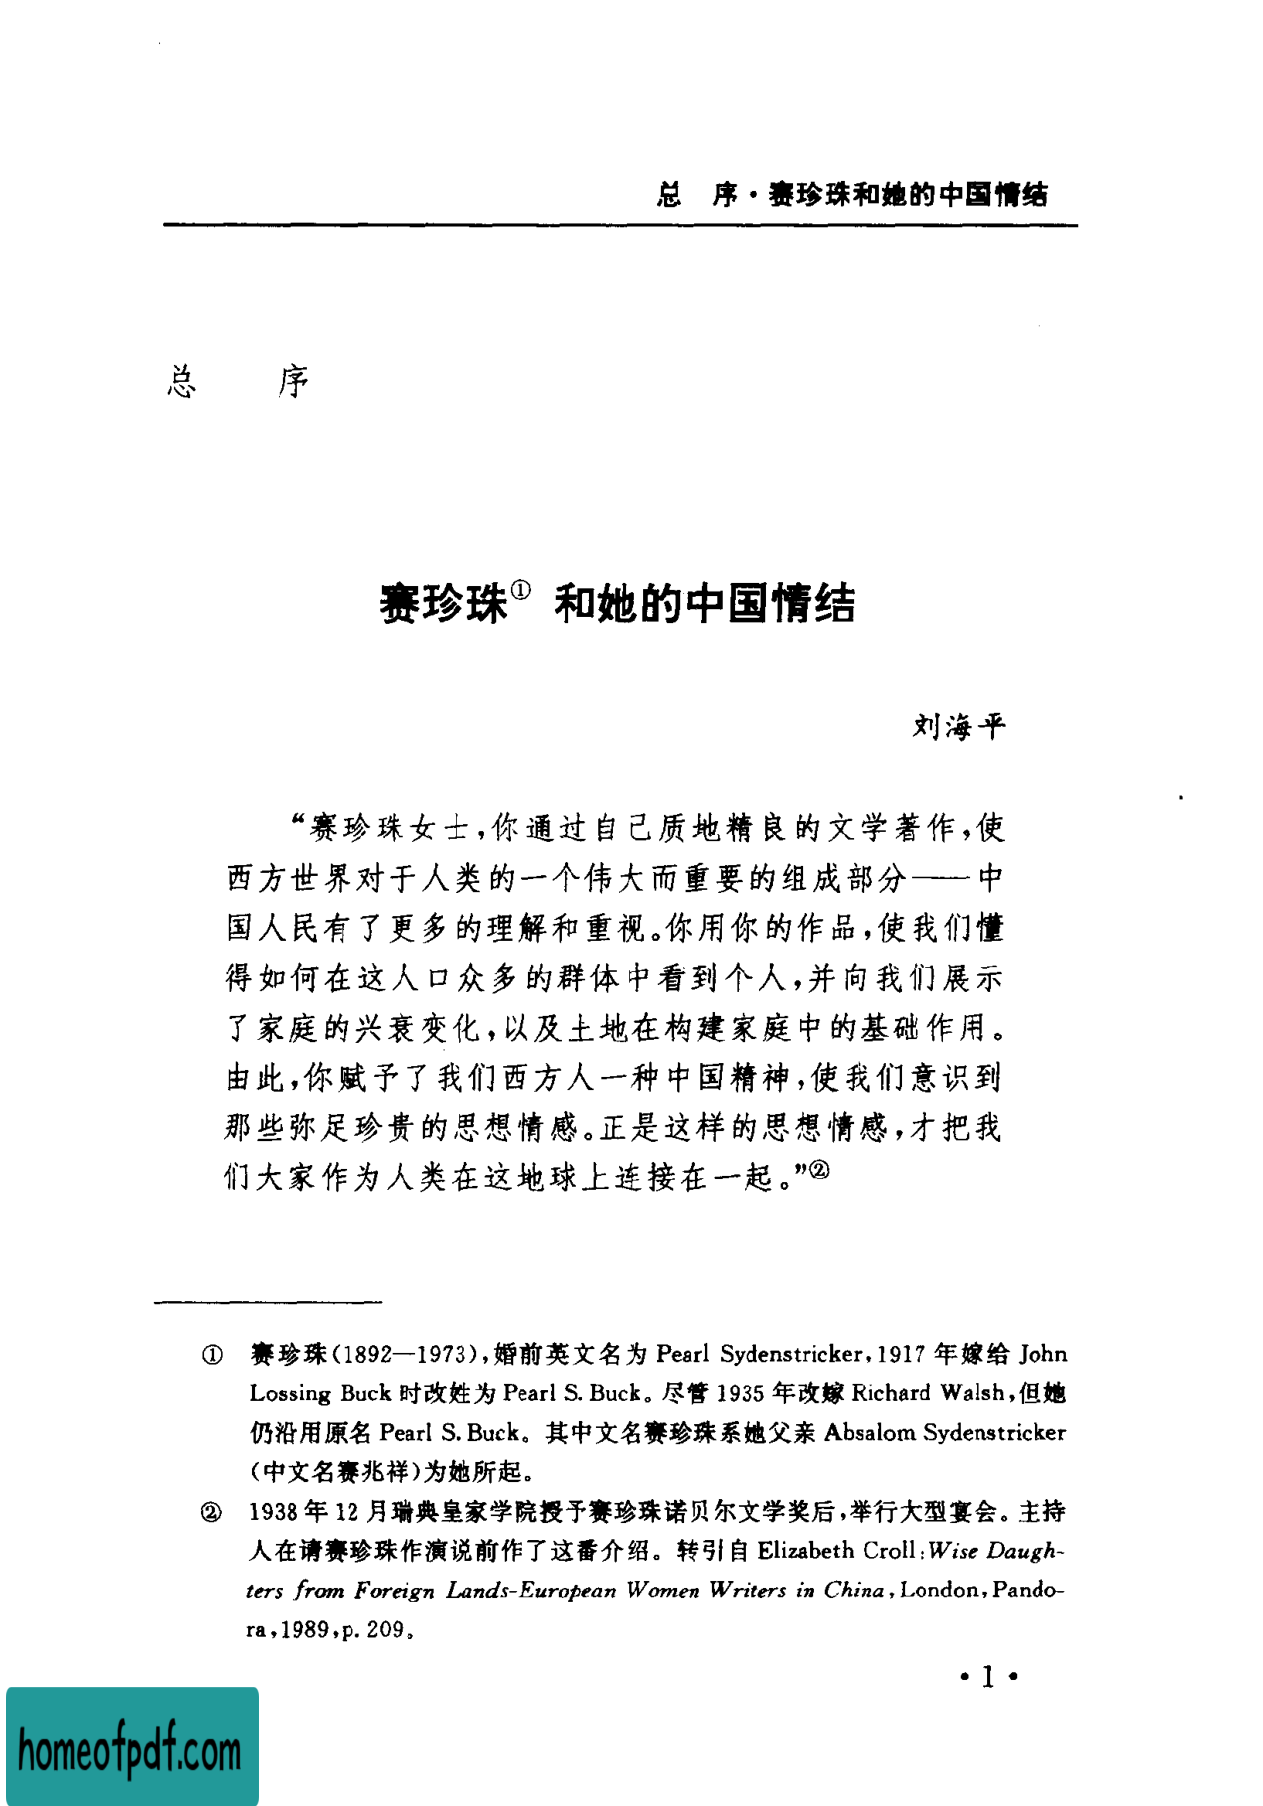 总　序·赛珍珠和她的中国情结
总　　序
赛珍珠① 和她的中国情结
刘海平
“赛珍珠女士,你通过自己质地精良的文学著作,使
西方世界对于人类的一个伟大而重要的组成部分——中
国人民有了更多的理解和重视。你用你的作品,使我们懂
得如何在这人口众多的群体中看到个人,并向我们展示
了家庭的兴衰变化,以及土地在构建家庭中的基础作用。
由此,你赋予了我们西方人一种中国精神,使我们意识到
那些弥足珍贵的思想情感。正是这样的思想情感,才把我
们大家作为人类在这地球上连接在一起。”②
① 赛珍珠(1892—1973),婚前英文名为 Pearl Sydenstricker,1917 年嫁给 John
Lossing Buck 时改姓为 Pearl S. Buck。尽管 1935 年改嫁 Richard Walsh,但她
仍沿用原名 Pearl S. Buck。其中文名赛珍珠系她父亲 Absalom Sydenstricker
(中文名赛兆祥)为她所起。
② 1938 年 12 月瑞典皇家学院授予赛珍珠诺贝尔文学奖后,举行大型宴会。主持
人在请赛珍珠作演说前作了这番介绍。转引自 Elizabeth Croll:Wise Daugh-
ters from Foreign Lands-European Women Writers in China,London,Pando-
ra,1989,p. 209。
·1·
homeofpdf.com